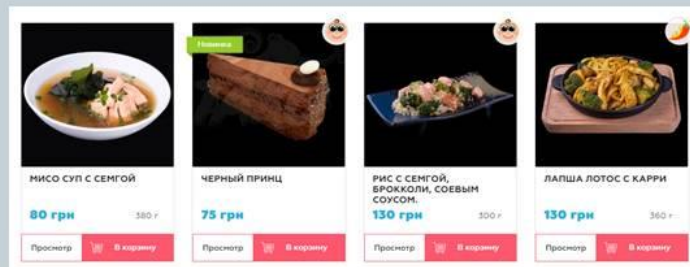 Новинка
МИСО СУП С СЕМГОЙ
80 грн 380 г
Просмотр В корзину
ЧЕРНЫЙ ПРИНЦ
75 грн
Просмотр В корзину
РИС С СЕМГОЙ,
БРОККОЛИ, СОЕВЫМ
СОУСОМ.
130 грн 300 г
Просмотр В корзину
ЛАПША ЛОТОС С КАРРИ
130 грн 360 г
Просмотр В корзину